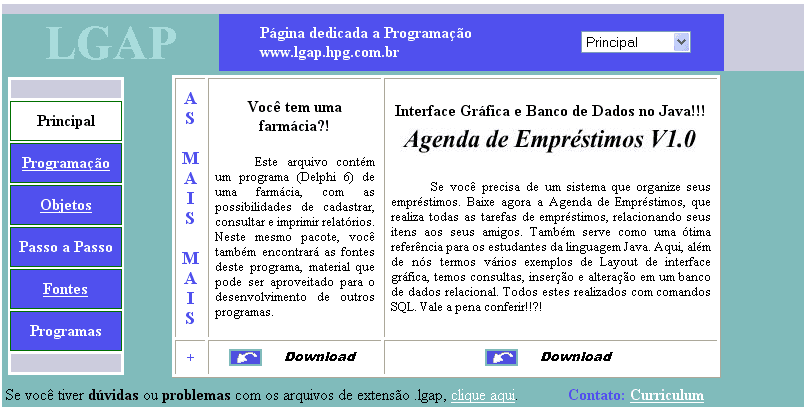 LGAP
Página dedicada a Programação
www.lgap.hpg.com.br
Principal
Principal
Programação
Objetos
Passo a Passo
Fontes
Programas
A
S
M
A
I
S
M
A
I
S
+
Você tem uma
farmácia?!
Este arquivo contém
um programa (Delphi 6) de
uma farmácia, com as
possibilidades de cadastrar,
consultar e imprimir relatórios.
Neste mesmo pacote, você
também encontrará as fontes
deste programa, material que
pode ser aproveitado para o
desenvolvimento de outros
programas.
Download
Interface Gráfica e Banco de Dados no Java!!!
Agenda de Empréstimos V1.0
Se você precisa de um sistema que organize seus
empréstimos. Baixe agora a Agenda de Empréstimos, que
realiza todas as tarefas de empréstimos, relacionando seus
itens aos seus amigos. Também serve como uma ótima
referência para os estudantes da linguagem Java. Aqui, além
de nós termos vários exemplos de Layout de interface
gráfica, temos consultas, inserção e alteração em um banco
de dados relacional. Todos estes realizados com comandos
SQL. Vale a pena conferir!!?!
Download
Se você tiver dúvidas ou problemas com os arquivos de extensão .lgap, clique aqui.
Contato: Curriculum